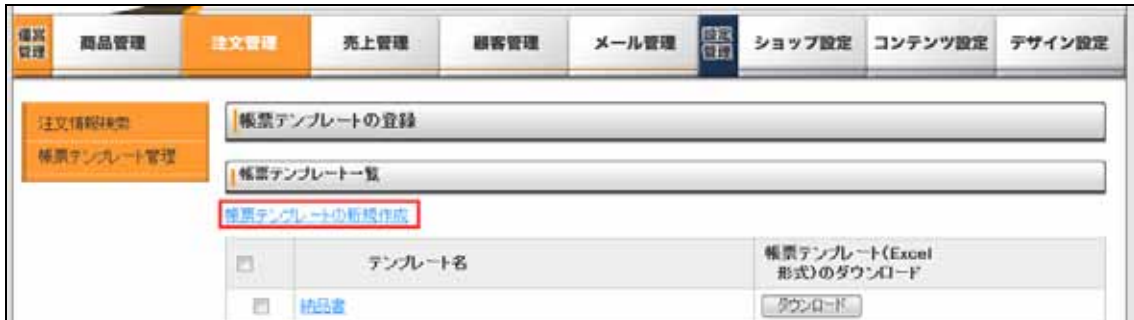 運営
管理
商品管理
注文管理
売上管理
顧客管理
メール管理
設定
管理
ショップ設定
コンテンツ設定
デザイン設定
注文情報検索
帳票テンプレート管理
帳票テンプレートの登録
帳票テンプレート一覧
帳票テンプレートの新規作成
テンプレート名
帳票テンプレート(Excel
形式)のダウンロード
納品書
ダウンロード